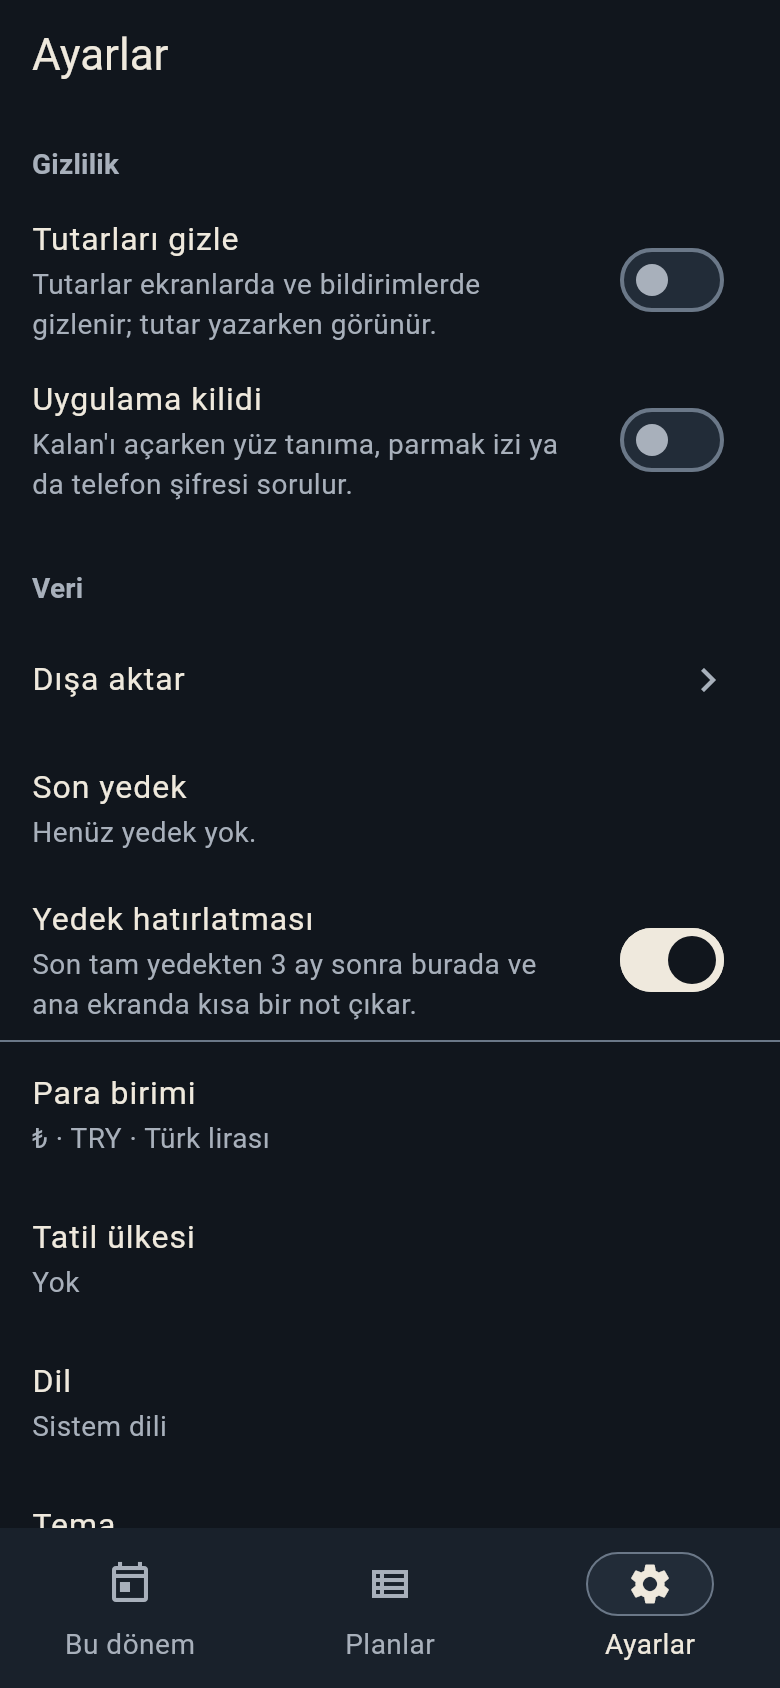 Ayarlar
Gizlilik
Tutarları gizle
Tutarlar ekranlarda ve bildirimlerde
gizlenir; tutar yazarken görünür.
Uygulama kilidi
Kalan'ı açarken yüz tanıma, parmak izi ya
da telefon şifresi sorulur.
Veri
Dışa aktar
Son yedek
Henüz yedek yok.
Yedek hatırlatması
Son tam yedekten 3 ay sonra burada ve
ana ekranda kısa bir not çıkar.
Para birimi
₺ · TRY · Türk lirası
Tatil ülkesi
Yok
Dil
Sistem dili
Tema
Bu dönem
Planlar
Ayarlar